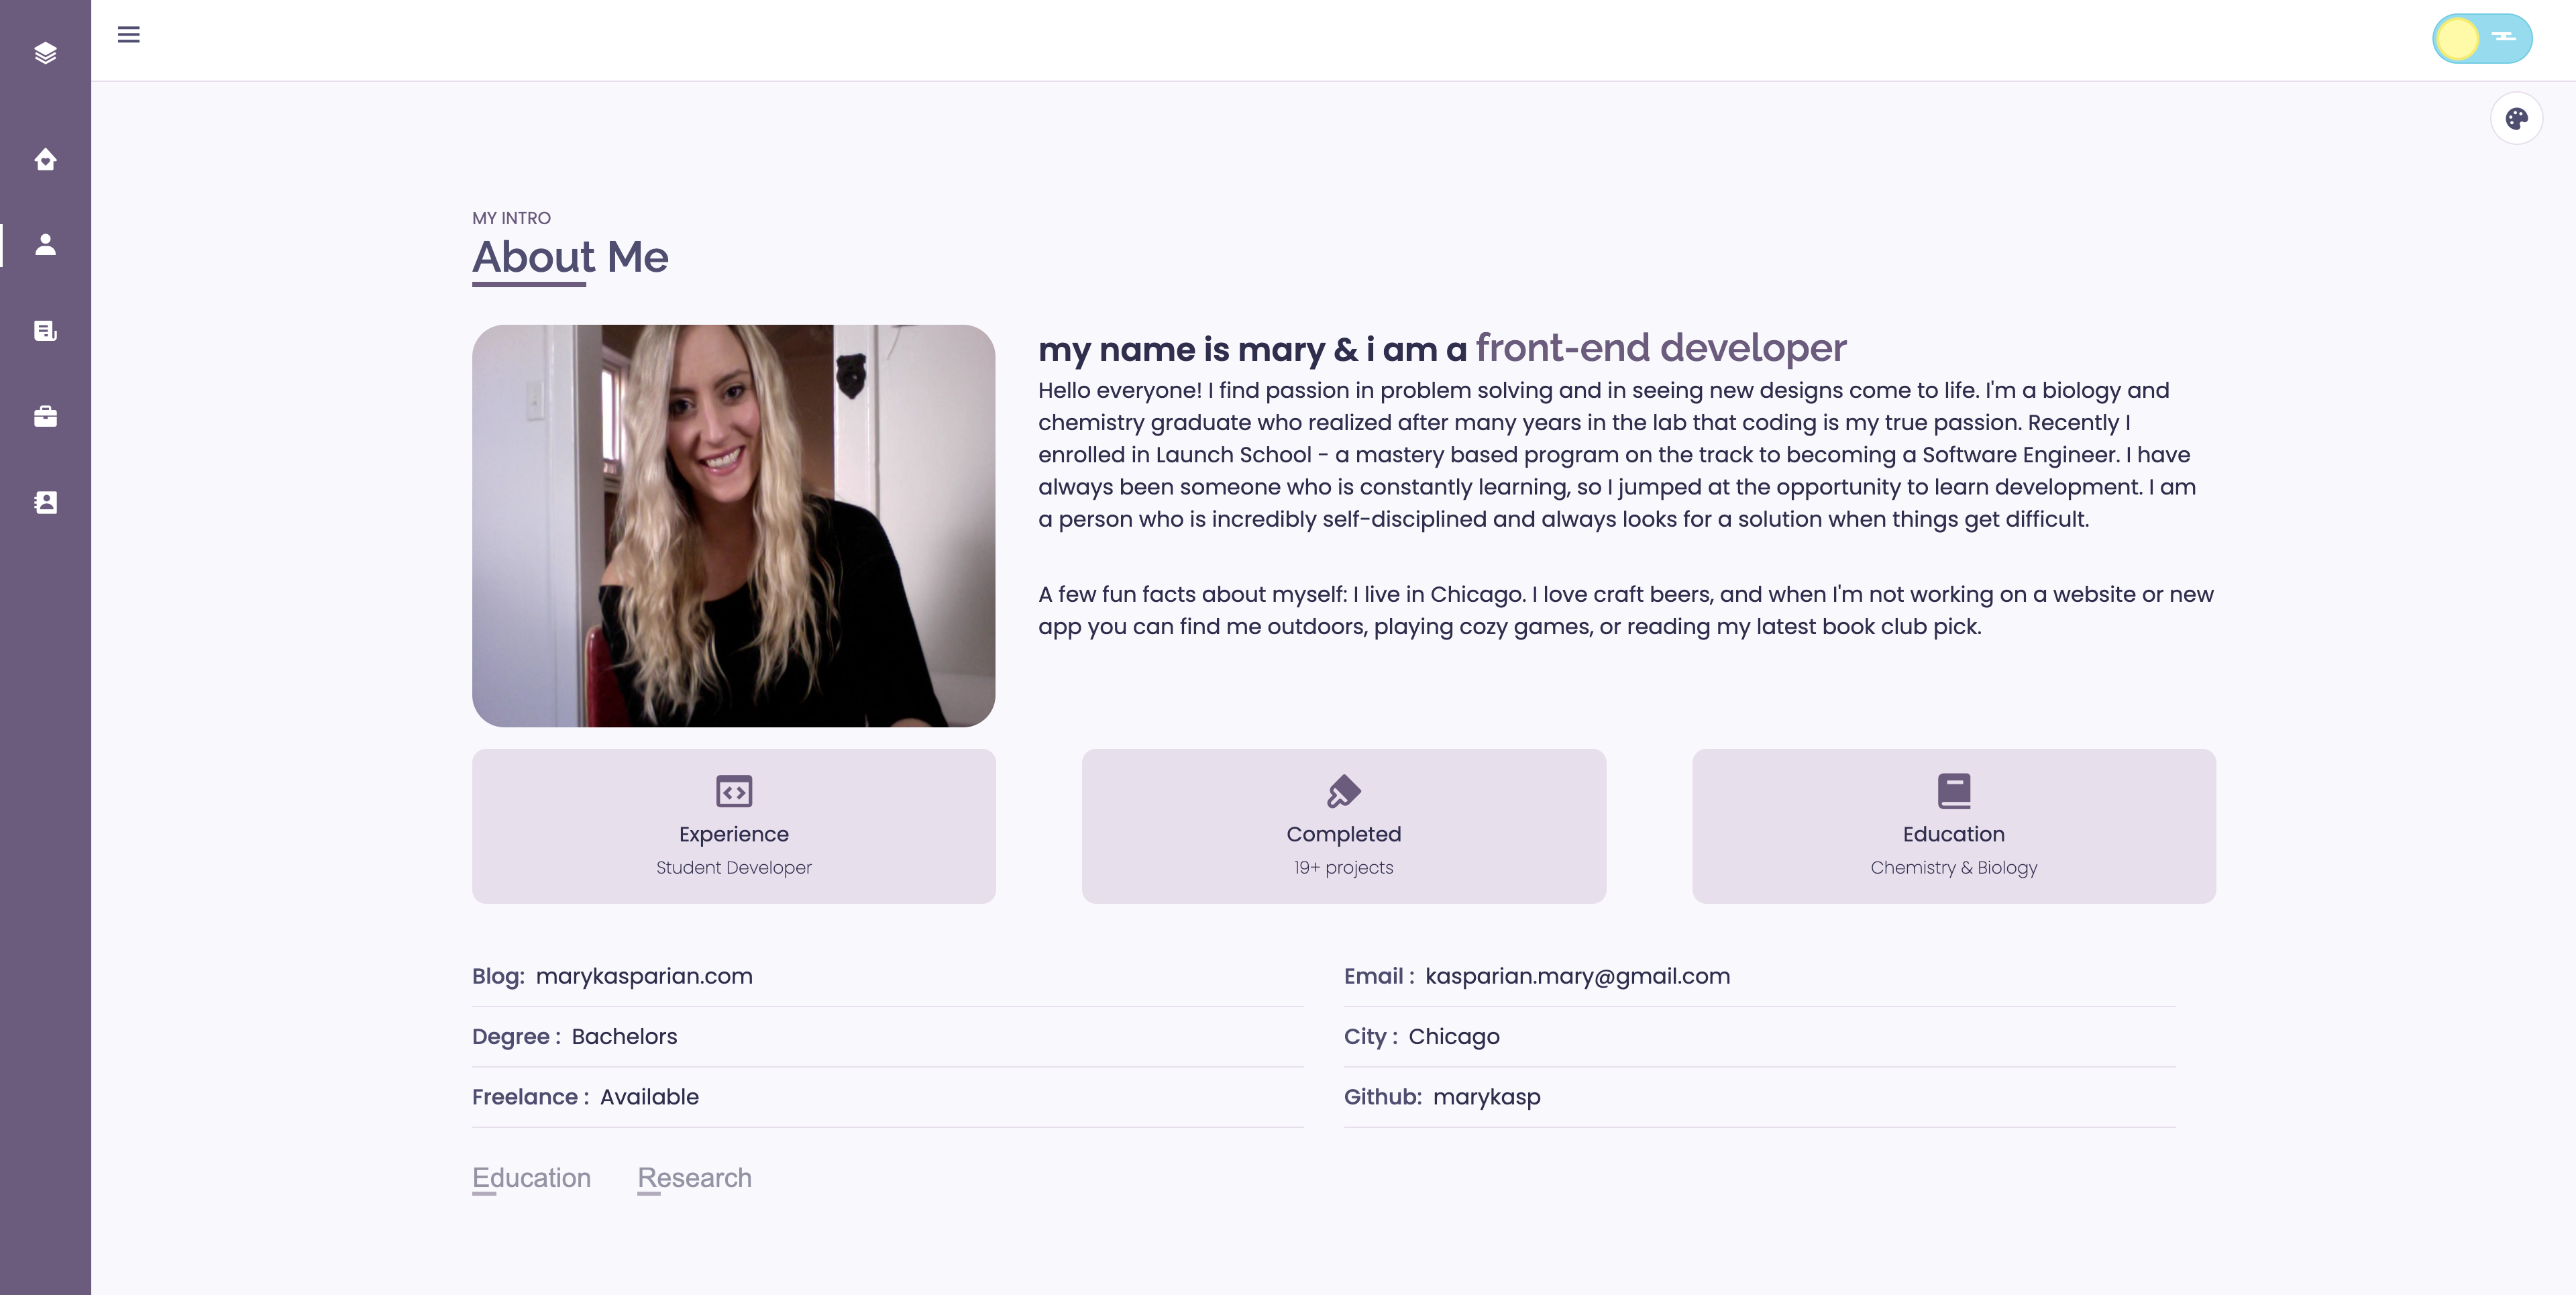 MY INTRO
About Me
my name is mary & i am a front-end developer
Hello everyone! I find passion in problem solving and in seeing new designs come to life. I'm a biology and
chemistry graduate who realized after many years in the lab that coding is my true passion. Recently I
enrolled in Launch School - a mastery based program on the track to becoming a Software Engineer. I have
always been someone who is constantly learning, so I jumped at the opportunity to learn development. I am
a person who is incredibly self-disciplined and always looks for a solution when things get difficult.
A few fun facts about myself: I live in Chicago. I love craft beers, and when I'm not working on a website or new
app you can find me outdoors, playing cozy games, or reading my latest book club pick.
Experience
Student Developer
Completed
19+ projects
Education
Chemistry & Biology
Blog: marykasparian.com
Email : kasparian.mary@gmail.com
Degree : Bachelors
City : Chicago
Freelance : Available
Github: marykasp
Education
Research